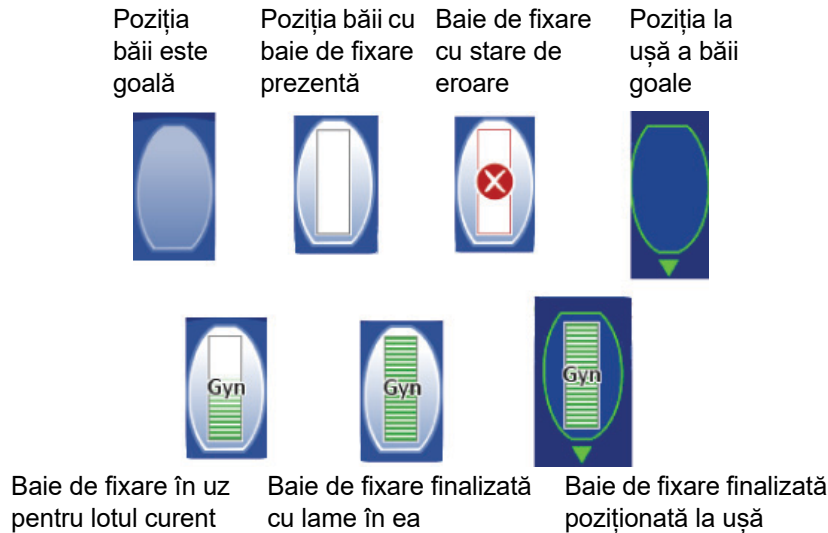 Poziția
băii este
goală
Poziția băii cu
baie de fixare
prezentă
Baie de fixare
cu stare de
eroare
Poziția la
ușă a băii
goale
Gyn
Gyn
Gyn
Baie de fixare în uz
pentru lotul curent
Baie de fixare finalizată
cu lame în ea
Baie de fixare finalizată
poziționată la ușă